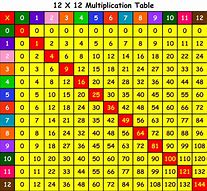 12 X 12 Multiplication Table
X 0 1 2 3 4 5 6 7 8 9 10 11 12
0 0 0 0 0 0 0 0 0 0 0 0 0 0
1 0 1 2 3 4 5 6 7 8 9 10 11 12
2 0 2 4 6 8 10 12 14 16 18 20 22 24
3 0 3 6 9 12 15 18 21 24 27 30 33 36
4 0 4 8 12 16 20 24 28 32 36 40 44 48
5 0 5 10 15 20 25 30 35 40 45 50 55 60
6 0 6 12 18 24 30 36 42 48 54 60 66 72
7 0 7 14 21 28 35 42 49 56 63 70 77 84
8 0 8 16 24 32 40 48 56 64 72 80 88 96
9 0 9 18 27 36 45 54 63 72 81 90 99 108
10 0 10 20 30 40 50 60 70 80 90 100 110 120
11 0 11 22 33 44 55 66 77 88 99 110 121 132
12 0 12 24 36 48 60 72 84 96 108 120 132 144